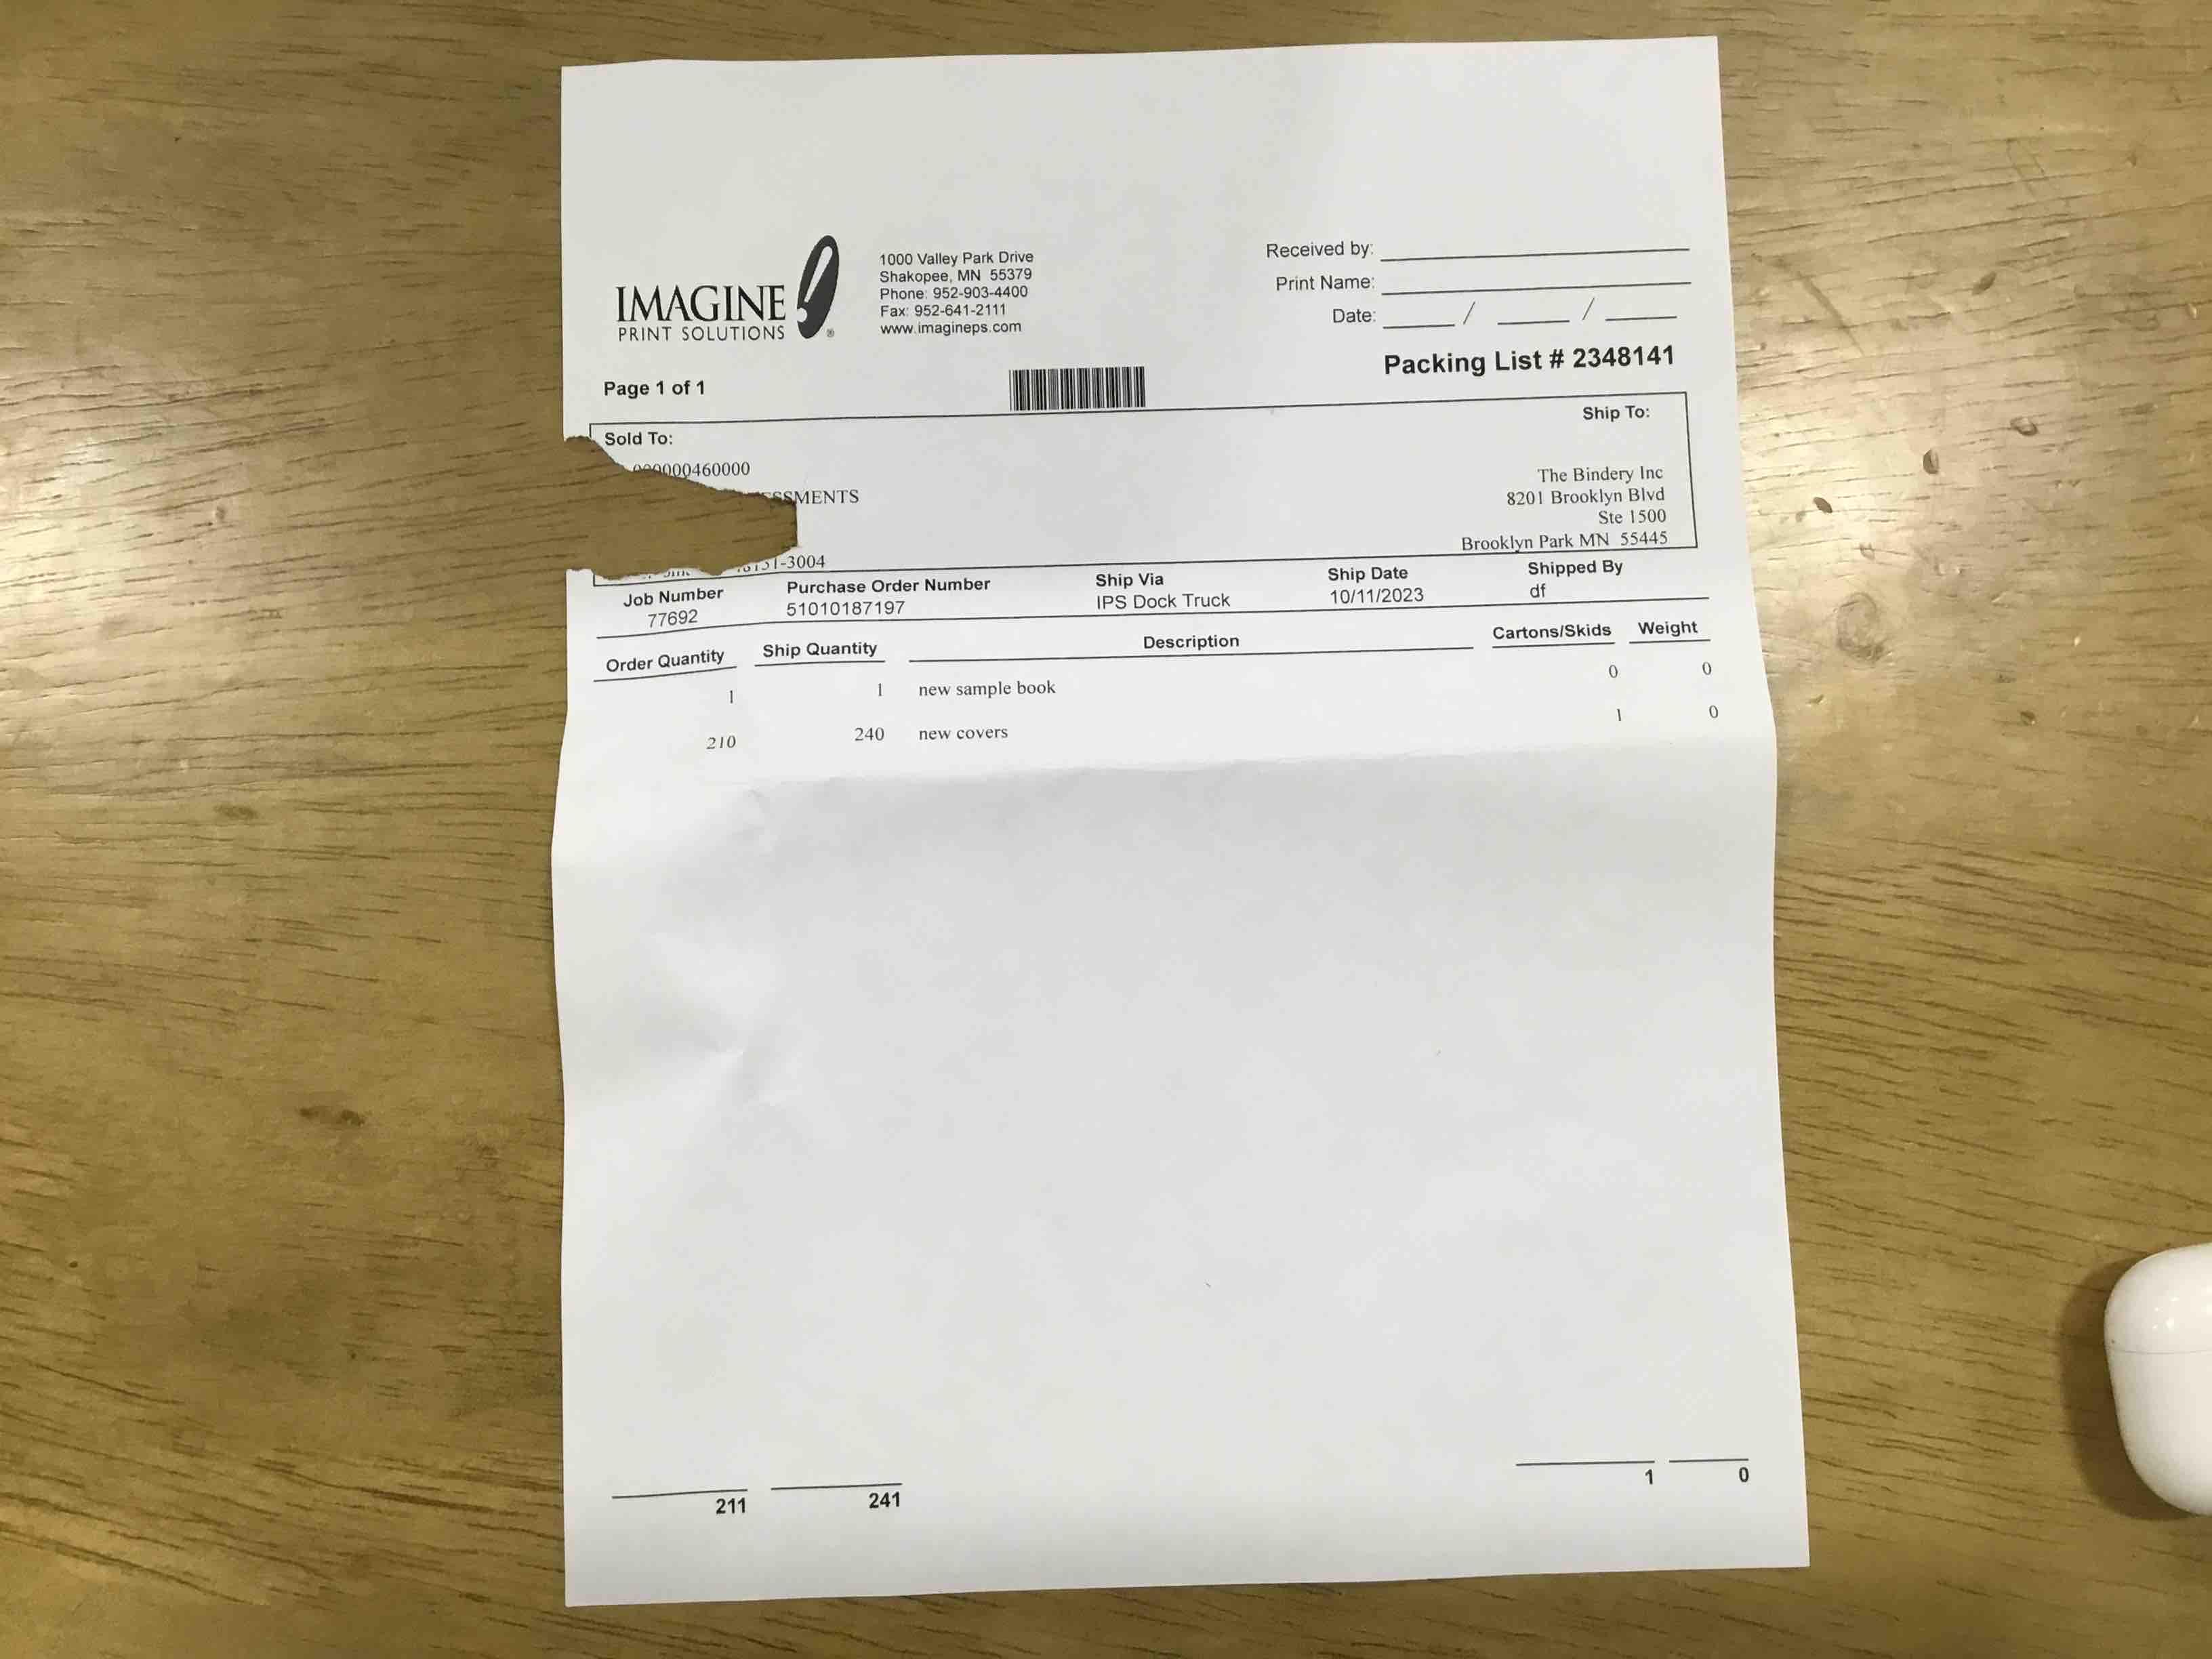 IMAGINE
PRINT SOLUTIONS ®
1000 Valley Park Drive
Shakopee, MN 55379
Phone: 952-903-4400
Fax: 952-641-2111
www.imagineps.com
Received by:
Print Name:
Date: / /
Packing List # 2348141
Page 1 of 1
Sold To:
Ship To:
The Bindery Inc
8201 Brooklyn Blvd
Ste 1500
Brooklyn Park MN 55445
Job Number Purchase Order Number Ship Via Ship Date Shipped By
77692 51010187197 IPS Dock Truck 10/11/2023 df
Order Quantity Ship Quantity Description Cartons/Skids Weight
1 1 new sample book 0 0
210 240 new covers 1 0
211 241 1 0